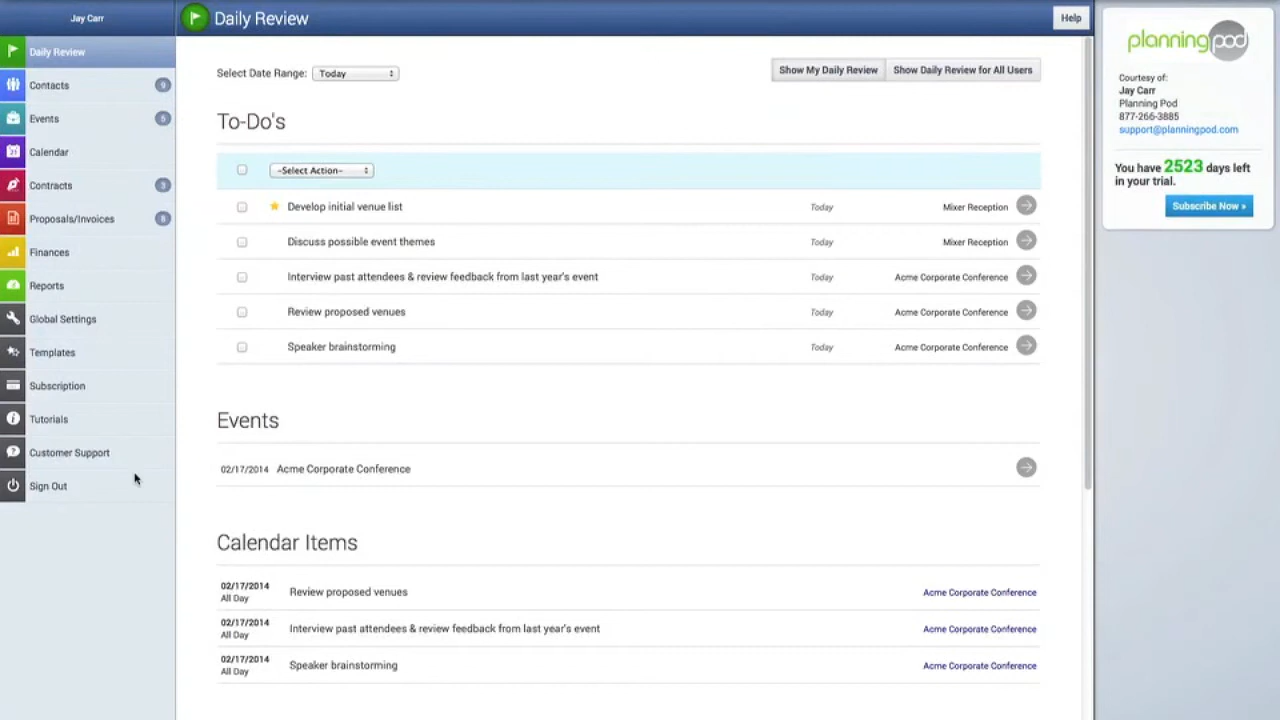 Jay Carr
Daily Review
Help
Daily Review
Contacts 9
Events 6
Calendar
Contracts 3
Proposals/Invoices 8
Finances
Reports
Global Settings
Templates
Subscription
Tutorials
Customer Support
Sign Out
Select Date Range: Today
Show My Daily Review Show Daily Review for All Users
To-Do's
-Select Action-
Develop initial venue list Today Mixer Reception
Discuss possible event themes Today Mixer Reception
Interview past attendees & review feedback from last year's event Today Acme Corporate Conference
Review proposed venues Today Acme Corporate Conference
Speaker brainstorming Today Acme Corporate Conference
Events
02/17/2014 Acme Corporate Conference
Calendar Items
02/17/2014
All Day
Review proposed venues Acme Corporate Conference
02/17/2014
All Day
Interview past attendees & review feedback from last year's event Acme Corporate Conference
02/17/2014
All Day
Speaker brainstorming Acme Corporate Conference
planningpod
Courtesy of:
Jay Carr
Planning Pod
877-266-3885
support@planningpod.com
You have 2523 days left
in your trial.
Subscribe Now »